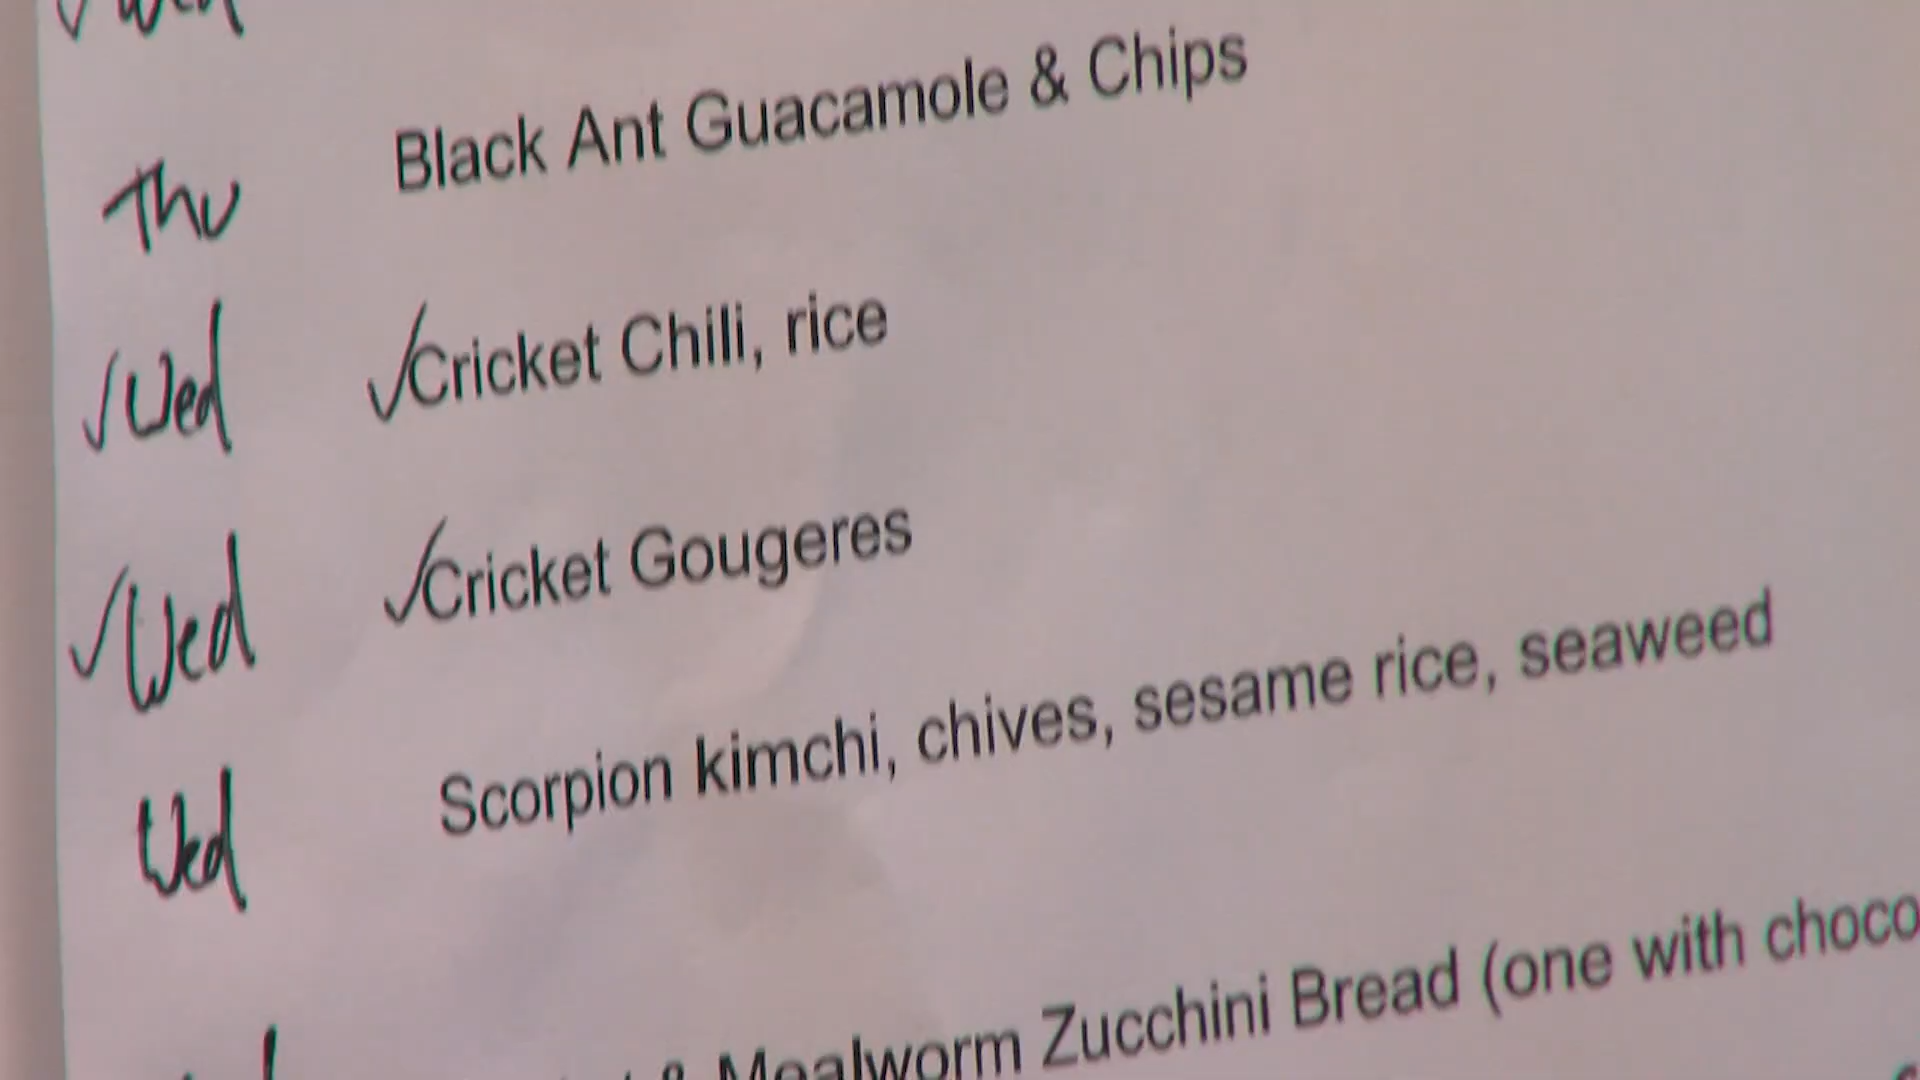 √ Wed
Thu Black Ant Guacamole & Chips
√ Wed √ Cricket Chili, rice
√ Wed √ Cricket Gougeres
Wed Scorpion kimchi, chives, sesame rice, seaweed
& Mealworm Zucchini Bread (one with choco